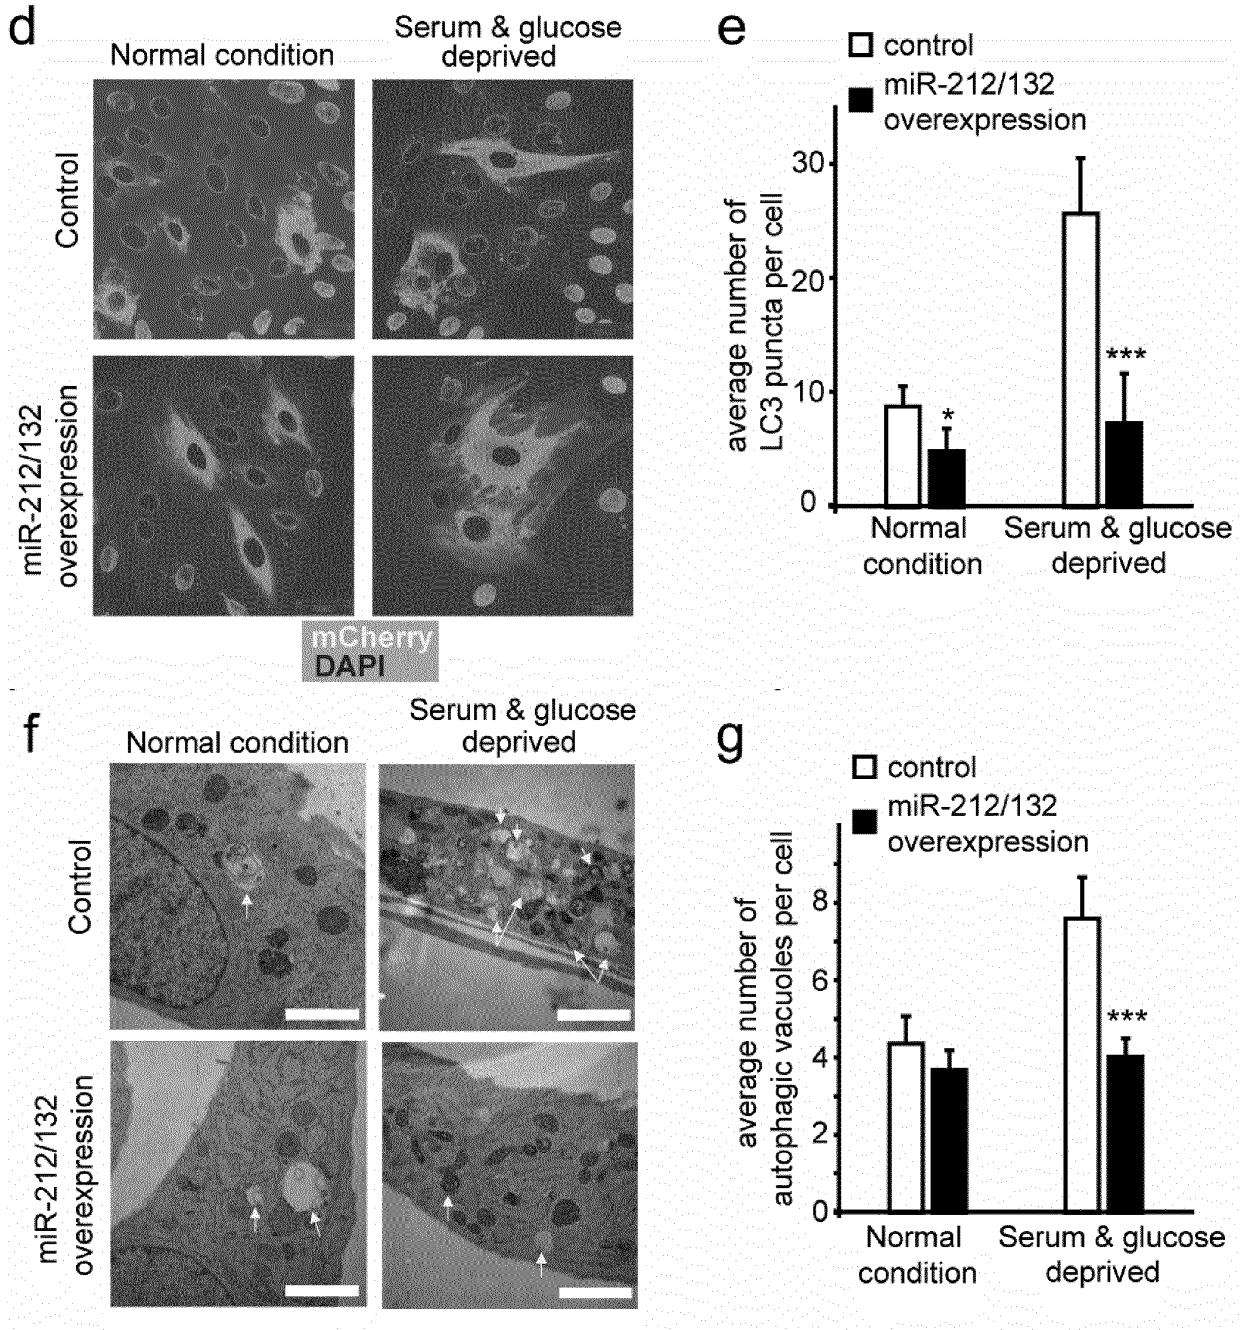 d
Normal condition
Serum & glucose
deprived
Control
miR-212/132
overexpression
mCherry
DAPI
e
control
miR-212/132
overexpression
average number of
LC3 puncta per cell
30
20
10
0
*
***
Normal
condition
Serum & glucose
deprived
f
Normal condition
Serum & glucose
deprived
Control
miR-212/132
overexpression
g
control
miR-212/132
overexpression
average number of
autophagic vacuoles per cell
8
6
4
2
0
***
Normal
condition
Serum & glucose
deprived